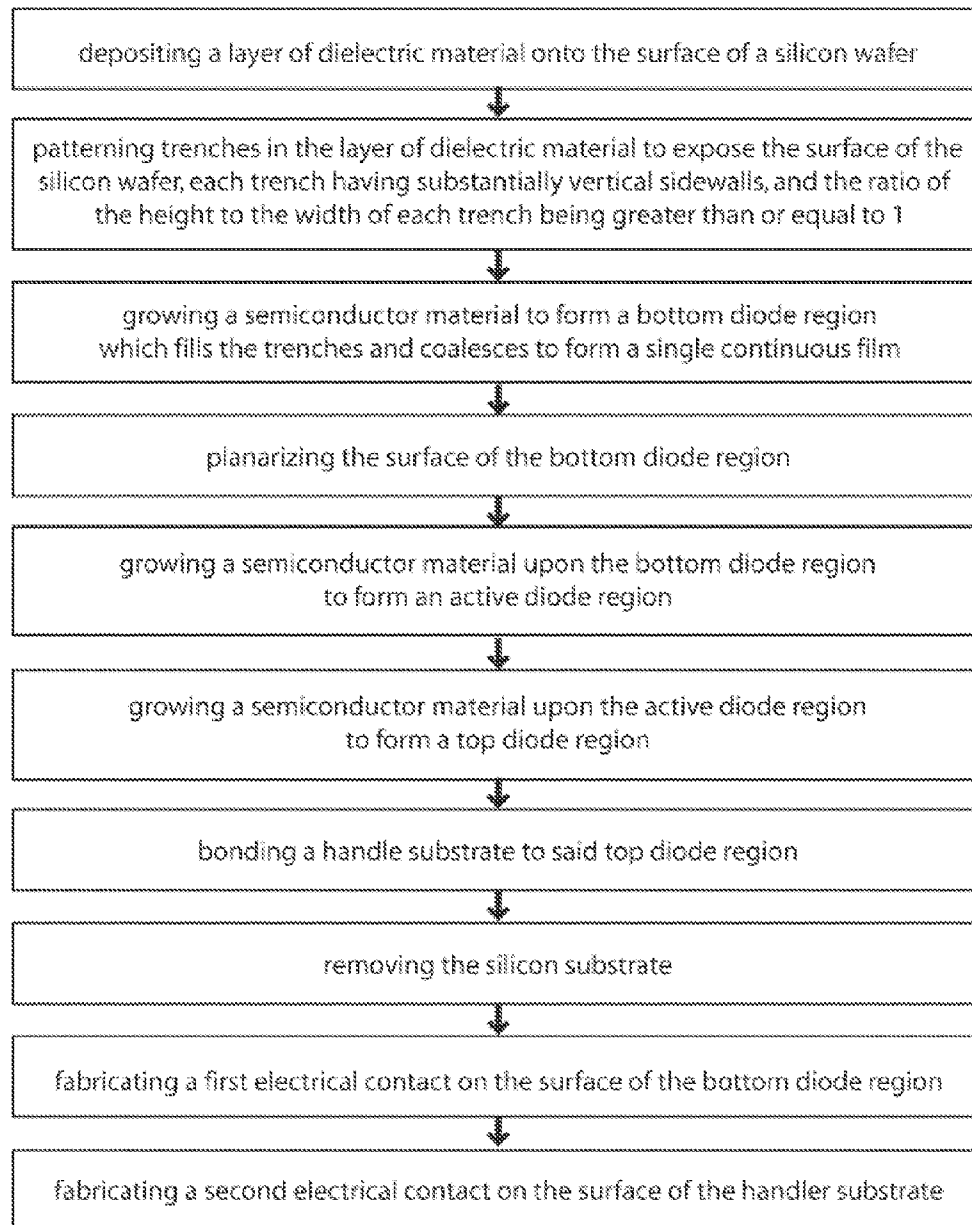 depositing a layer of dielectric material onto the surface of a silicon wafer
patterning trenches in the layer of dielectric material to expose the surface of the
silicon wafer, each trench having substantially vertical sidewalls, and the ratio of
the height to the width of each trench being greater than or equal to 1
growing a semiconductor material to form a bottom diode region
which fills the trenches and coalesces to form a single continuous film
planarizing the surface of the bottom diode region
growing a semiconductor material upon the bottom diode region
to form an active diode region
growing a semiconductor material upon the active diode region
to form a top diode region
bonding a handle substrate to said top diode region
removing the silicon substrate
fabricating a first electrical contact on the surface of the bottom diode region
fabricating a second electrical contact on the surface of the handler substrate